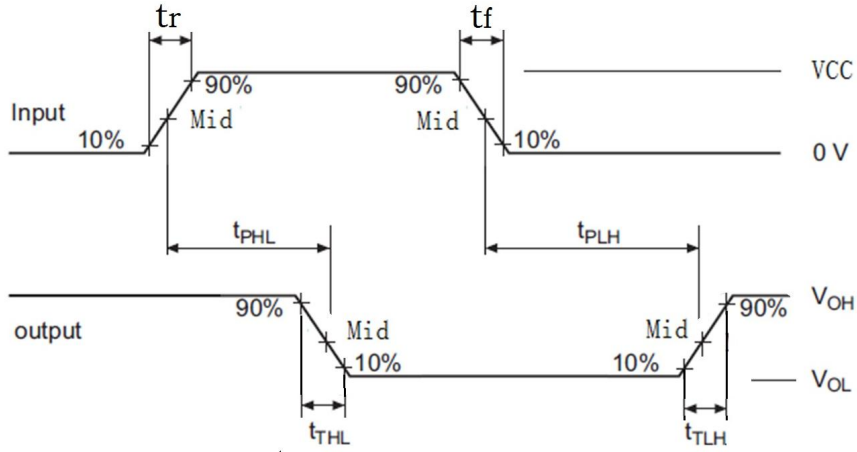 tr
tf
90%
90%
VCC
Input
Mid
Mid
10%
10%
0 V
tPHL
tPLH
90%
90%
VOH
output
Mid
Mid
10%
10%
VOL
tTHL
tTLH